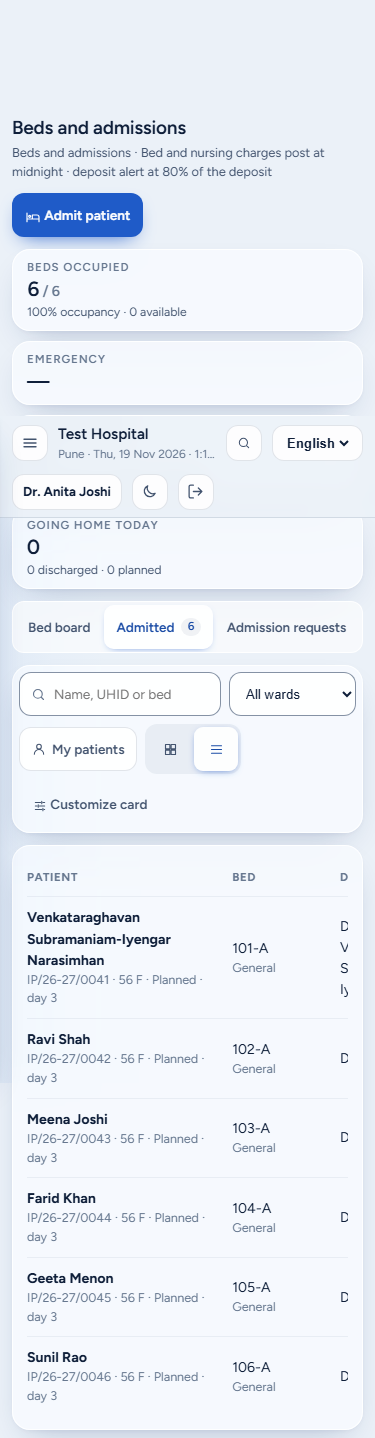 Beds and admissions
Beds and admissions · Bed and nursing charges post at
midnight · deposit alert at 80% of the deposit
Admit patient
BEDS OCCUPIED
6 / 6
100% occupancy · 0 available
EMERGENCY
—
Test Hospital
Pune · Thu, 19 Nov 2026 · 1:1...
English
Dr. Anita Joshi
GOING HOME TODAY
0
0 discharged · 0 planned
Bed board
Admitted 6
Admission requests
Name, UHID or bed
All wards
My patients
Customize card
PATIENT BED D
Venkataraghavan
Subramaniam-Iyengar
Narasimhan
IP/26-27/0041 · 56 F · Planned ·
day 3
101-A
General
Ravi Shah
IP/26-27/0042 · 56 F · Planned ·
day 3
102-A
General
Meena Joshi
IP/26-27/0043 · 56 F · Planned ·
day 3
103-A
General
Farid Khan
IP/26-27/0044 · 56 F · Planned ·
day 3
104-A
General
Geeta Menon
IP/26-27/0045 · 56 F · Planned ·
day 3
105-A
General
Sunil Rao
IP/26-27/0046 · 56 F · Planned ·
day 3
106-A
General